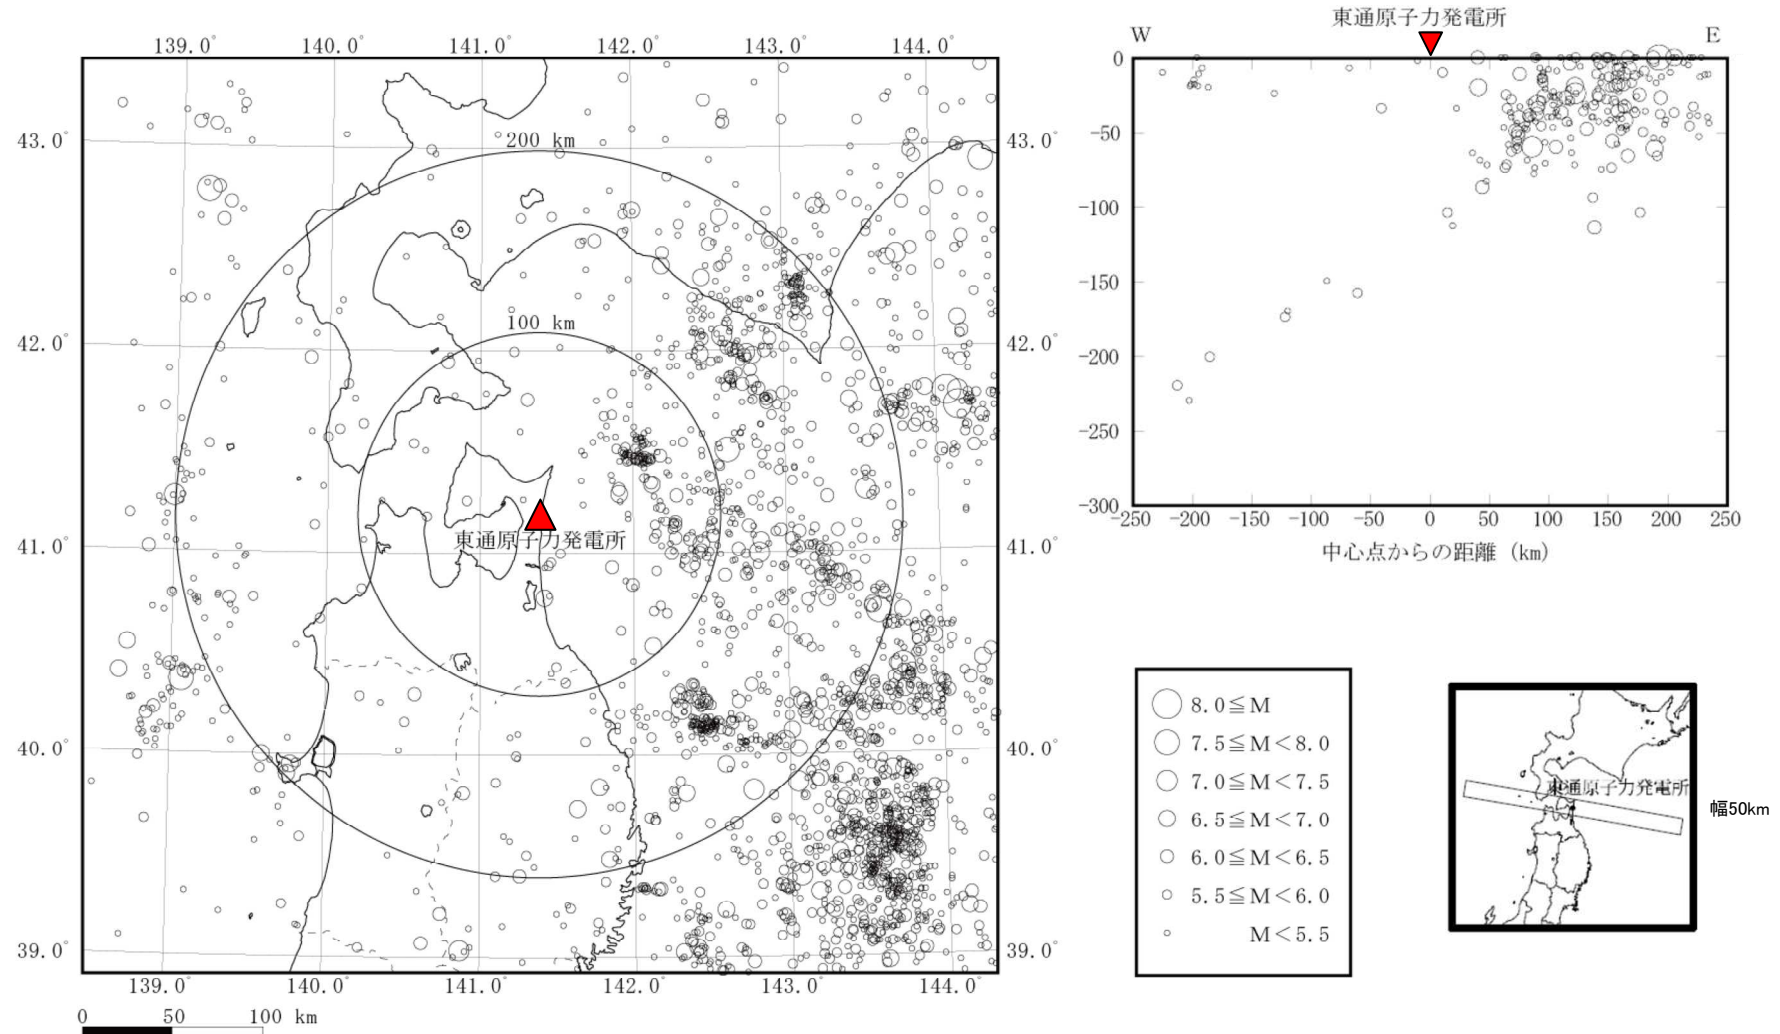 139.0°
140.0°
141.0°
142.0°
143.0°
144.0°
43.0°
43.0°
200 km
100 km
42.0°
42.0°
東通原子力発電所
41.0°
41.0°
40.0°
40.0°
39.0°
39.0°
139.0°
140.0°
141.0°
142.0°
143.0°
144.0°
0 50 100 km
東通原子力発電所
W E
0
-50
-100
-150
-200
-250
-300
-250 -200 -150 -100 -50 0 50 100 150 200 250
中心点からの距離 (km)
8.0≦M
7.5≦M<8.0
7.0≦M<7.5
6.5≦M<7.0
6.0≦M<6.5
5.5≦M<6.0
M<5.5
東通原子力発電所
幅50km